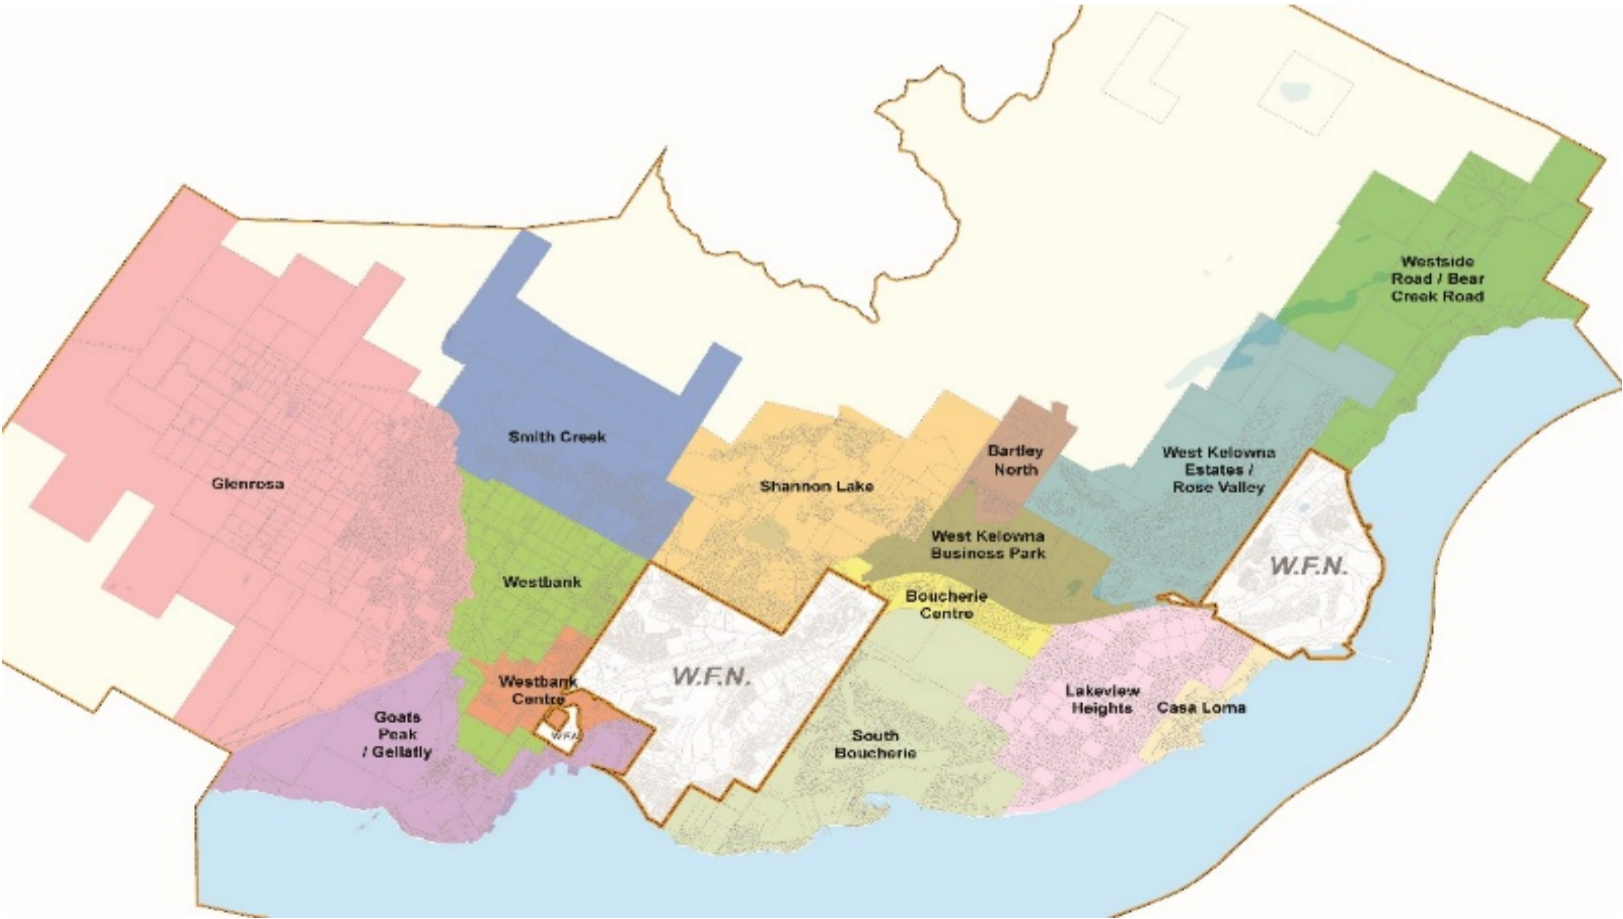 Westside
Road / Bear
Creek Road
Smith Creek
Bartley
North
West Kelowna
Estates /
Rose Valley
Glenrosa
Shannon Lake
West Kelowna
Business Park
W.F.N.
Westbank
Boucherie
Centre
W.F.N.
Westbank
Centre
Lakeview
Heights
Casa Loma
Goats
Peak
/ Gellatly
W.F.N.
South
Boucherie